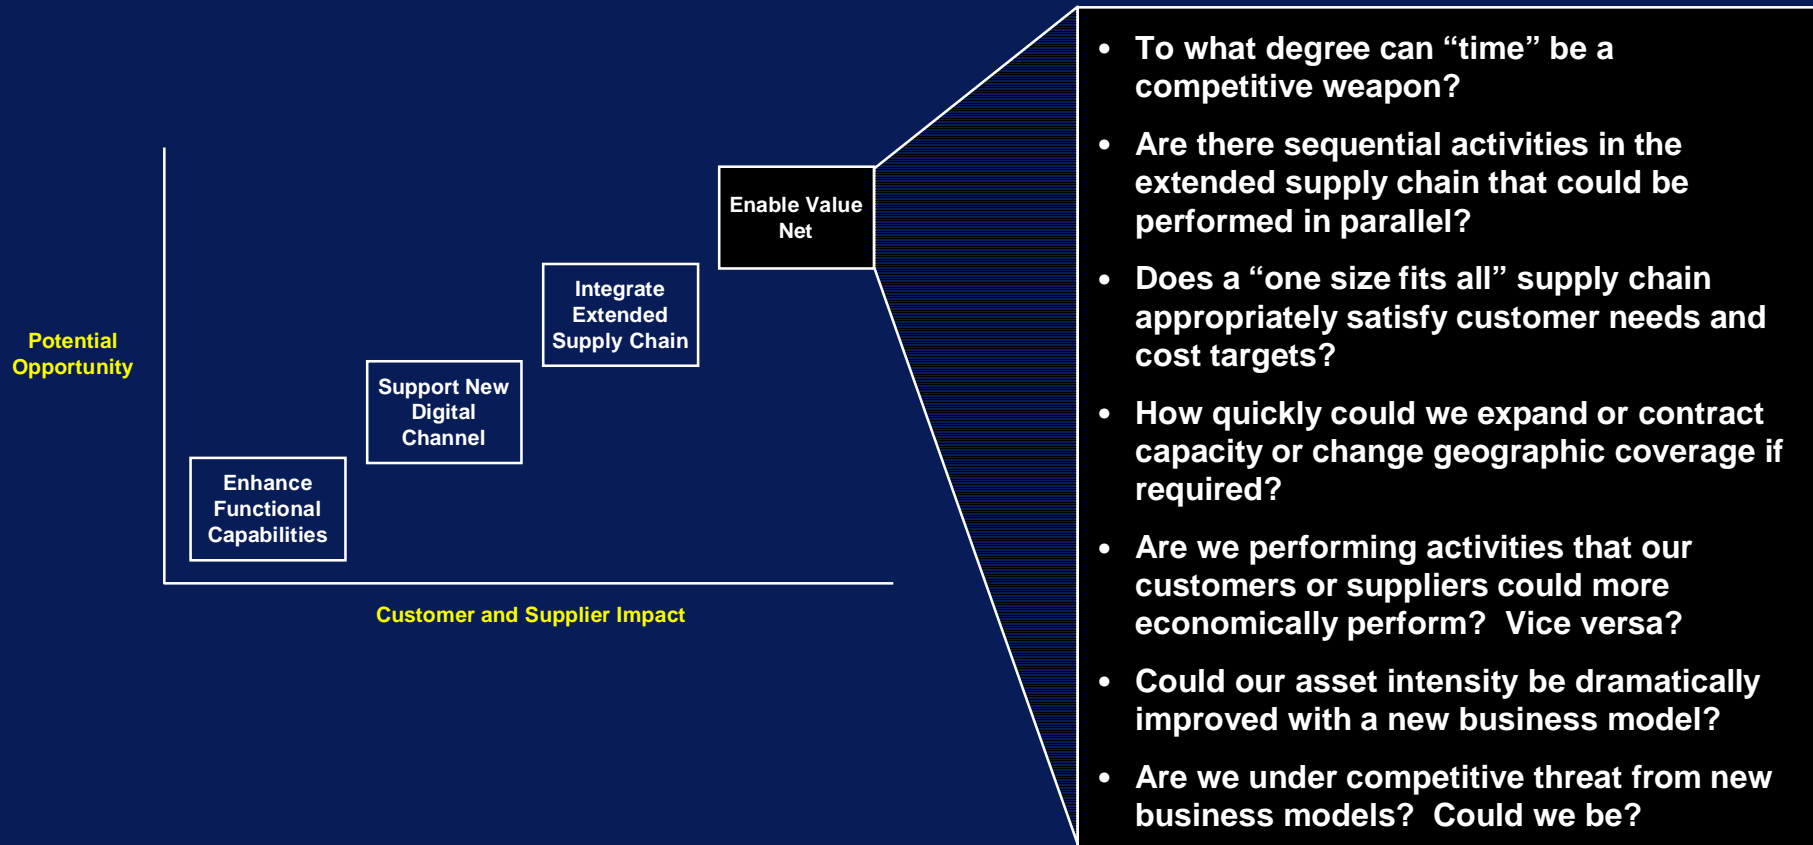 Potential
Opportunity
Enhance
Functional
Capabilities
Support New
Digital
Channel
Integrate
Extended
Supply Chain
Enable Value
Net
Customer and Supplier Impact
• To what degree can “time” be a
competitive weapon?
• Are there sequential activities in the
extended supply chain that could be
performed in parallel?
• Does a “one size fits all” supply chain
appropriately satisfy customer needs and
cost targets?
• How quickly could we expand or contract
capacity or change geographic coverage if
required?
• Are we performing activities that our
customers or suppliers could more
economically perform?  Vice versa?
• Could our asset intensity be dramatically
improved with a new business model?
• Are we under competitive threat from new
business models?  Could we be?